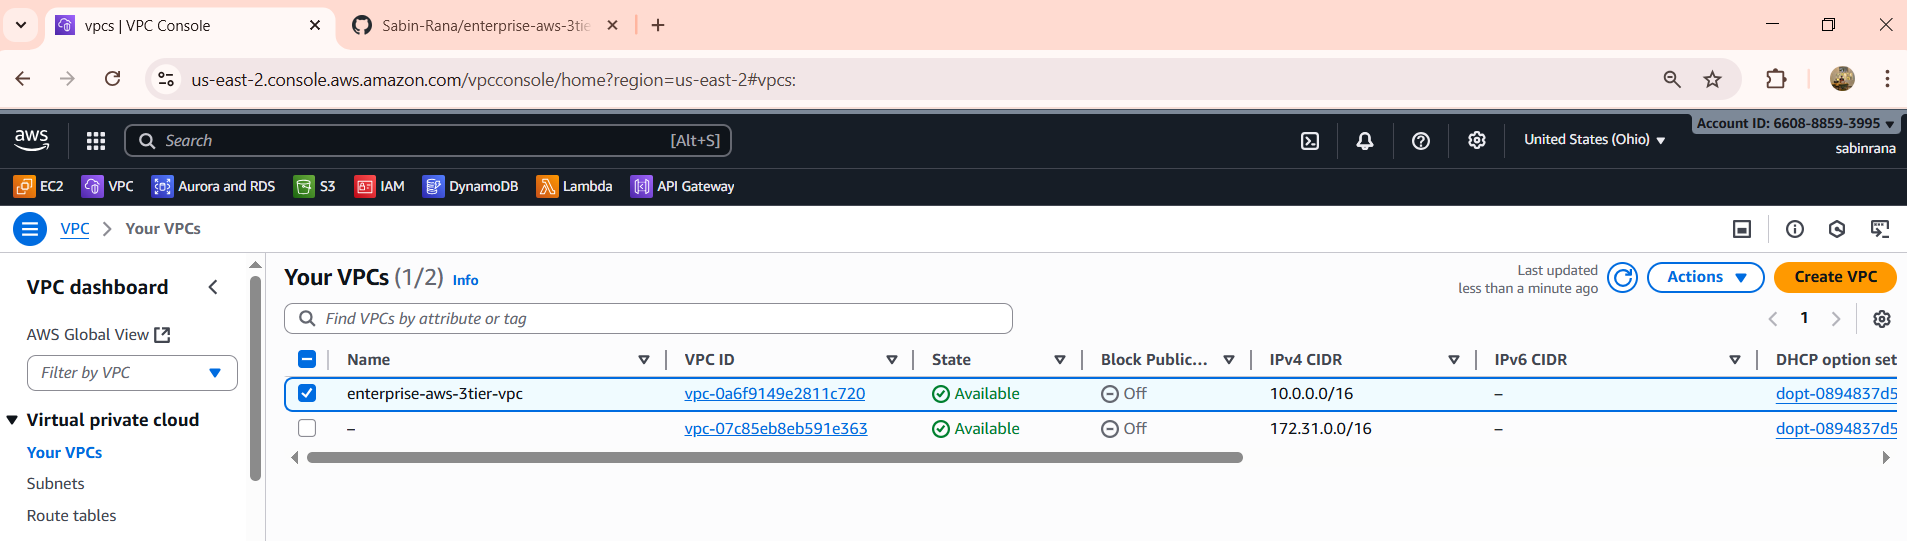 vpcs | VPC Console
Sabin-Rana/enterprise-aws-3tie
us-east-2.console.aws.amazon.com/vpcconsole/home?region=us-east-2#vpcs:
aws
Search
[Alt+S]
United States (Ohio)
Account ID: 6608-8859-3995
sabinrana
EC2 VPC Aurora and RDS S3 IAM DynamoDB Lambda API Gateway
VPC > Your VPCs
VPC dashboard
AWS Global View
Filter by VPC
Virtual private cloud
Your VPCs
Subnets
Route tables
Your VPCs (1/2) Info
Last updated
less than a minute ago
Actions
Create VPC
Find VPCs by attribute or tag
1
Name VPC ID State Block Public... IPv4 CIDR IPv6 CIDR DHCP option set
enterprise-aws-3tier-vpc vpc-0a6f9149e2811c720 Available Off 10.0.0.0/16 – dopt-0894837d5
– vpc-07c85eb8eb591e363 Available Off 172.31.0.0/16 – dopt-0894837d5